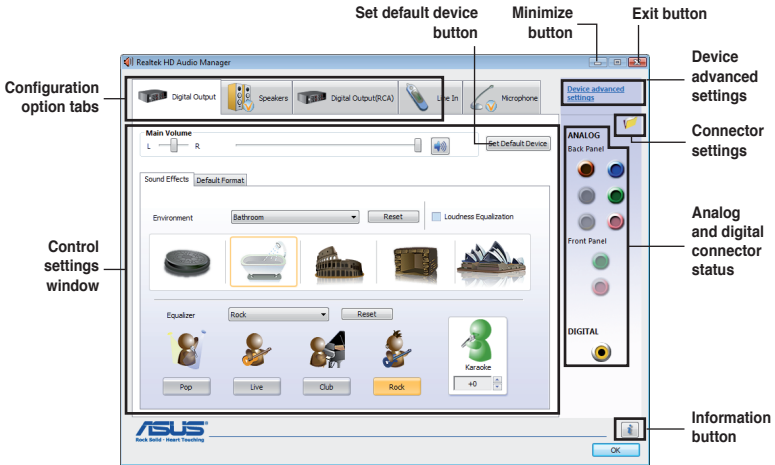 Set default device
button
Minimize
button
Exit button
Configuration
option tabs
Control
settings
window
Device
advanced
settings
Connector
settings
Analog
and digital
connector
status
Information
button
Realtek HD Audio Manager
Digital Output
Speakers
Digital Output(RCA)
Line In
Microphone
Device advanced
settings
Main Volume
L
R
Set Default Device
ANALOG
Back Panel
Sound Effects
Default Format
Environment
Bathroom
Reset
Loudness Equalization
Front Panel
Equalizer
Rock
Reset
Pop
Live
Club
Rock
Karaoke
+0
DIGITAL
ASUS
Rock Solid · Heart Touching
i
OK